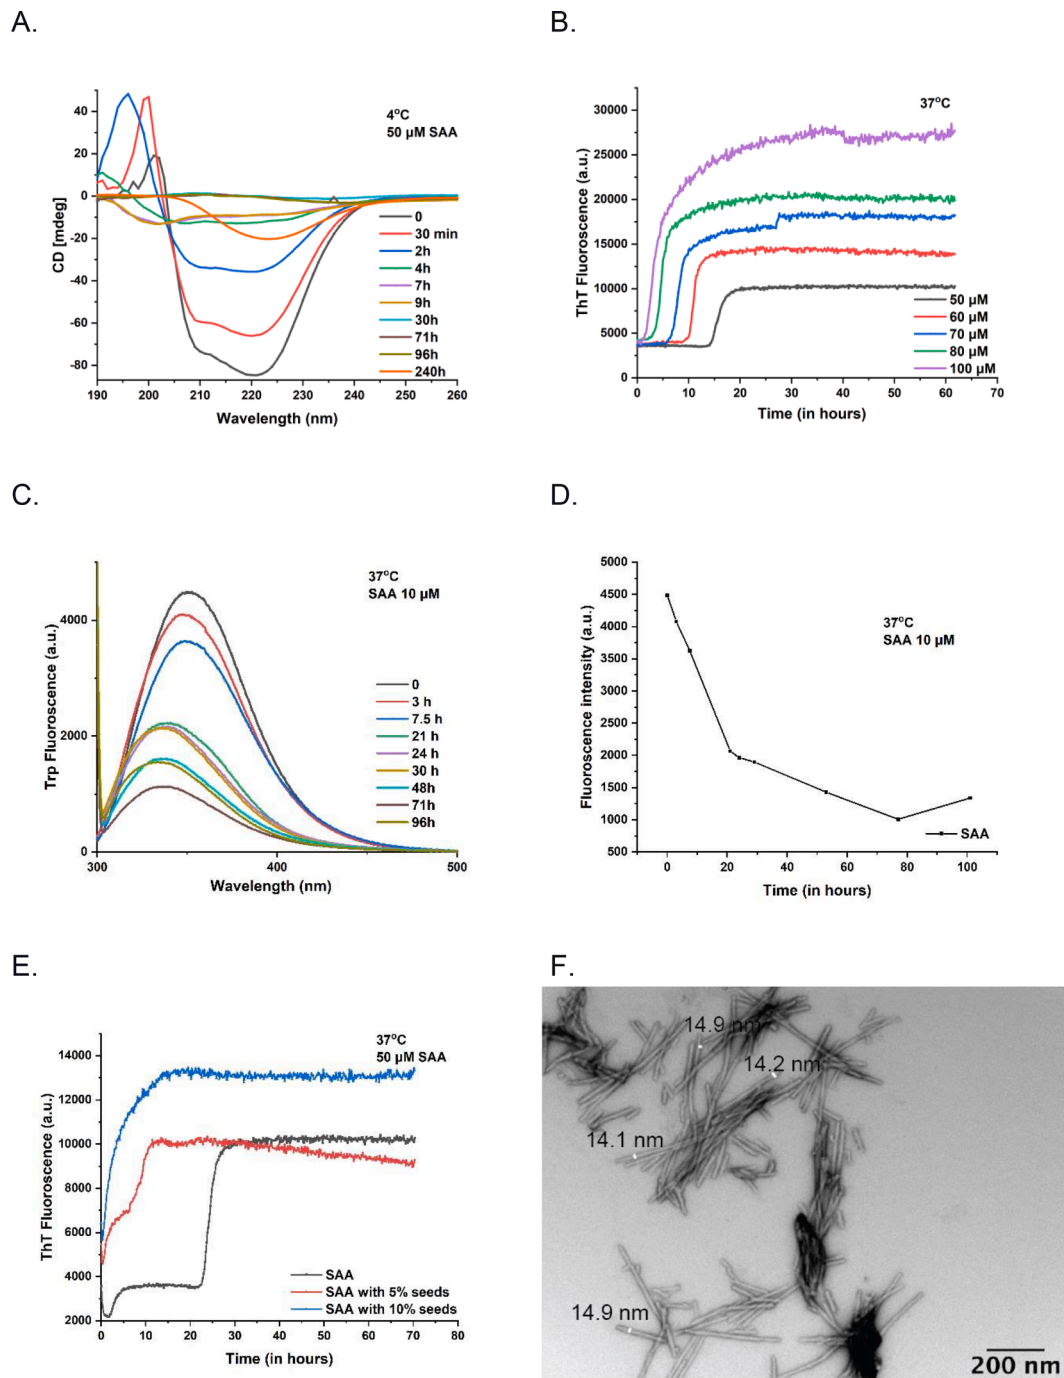 A.
B.
40
20
0
-20
-40
-60
-80
CD [mdeg]
4°C
50 µM SAA
0
30 min
2h
4h
7h
9h
30h
71h
96h
240h
190 200 210 220 230 240 250 260
Wavelength (nm)
30000
25000
20000
15000
10000
5000
0
ThT Fluorescence (a.u.)
37°C
50 µM
60 µM
70 µM
80 µM
100 µM
0 10 20 30 40 50 60 70
Time (in hours)
C.
D.
4000
2000
0
Trp Fluoroscence (a.u.)
37°C
SAA 10 µM
0
3 h
7.5 h
21 h
24 h
30 h
48h
71h
96h
300 400 500
Wavelength (nm)
5000
4500
4000
3500
3000
2500
2000
1500
1000
500
Fluoroscence intensity (a.u.)
37°C
SAA 10 µM
SAA
0 20 40 60 80 100
Time (in hours)
E.
F.
14000
12000
10000
8000
6000
4000
2000
ThT Fluorescence (a.u.)
37°C
50 µM SAA
SAA
SAA with 5% seeds
SAA with 10% seeds
0 10 20 30 40 50 60 70 80
Time (in hours)
14.9 nm
14.2 nm
14.1 nm
14.9 nm
200 nm